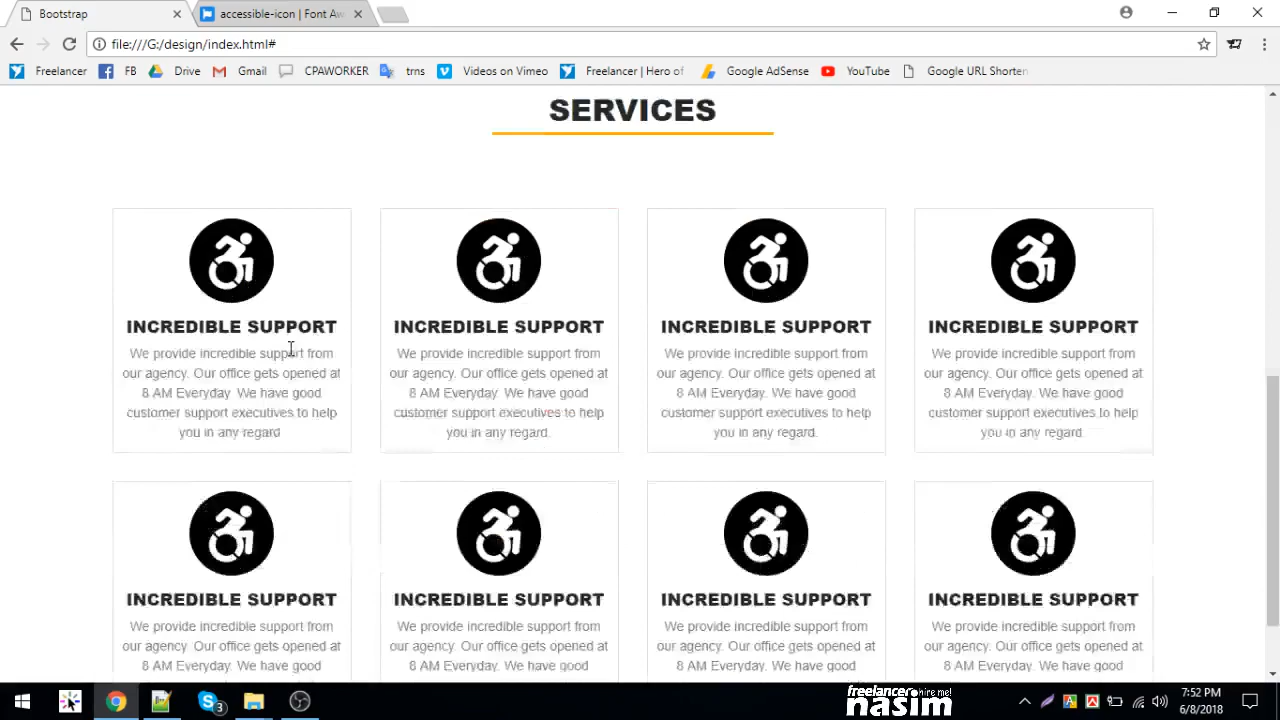 Bootstrap
accessible-icon | Font Aw
file:///G:/design/index.html#
Freelancer FB Drive Gmail CPAWORKER trns Videos on Vimeo Freelancer | Hero of Google AdSense YouTube Google URL Shorten
SERVICES
INCREDIBLE SUPPORT
We provide incredible support from
our agency. Our office gets opened at
8 AM Everyday. We have good
customer support executives to help
you in any regard
INCREDIBLE SUPPORT
We provide incredible support from
our agency. Our office gets opened at
8 AM Everyday. We have good
customer support executives to help
you in any regard.
INCREDIBLE SUPPORT
We provide incredible support from
our agency. Our office gets opened at
8 AM Everyday. We have good
customer support executives to help
you in any regard.
INCREDIBLE SUPPORT
We provide incredible support from
our agency. Our office gets opened at
8 AM Everyday. We have good
customer support executives to help
you in any regard
INCREDIBLE SUPPORT
We provide incredible support from
our agency. Our office gets opened at
8 AM Everyday. We have good
INCREDIBLE SUPPORT
We provide incredible support from
our agency. Our office gets opened at
8 AM Everyday. We have good
INCREDIBLE SUPPORT
We provide incredible support from
our agency. Our office gets opened at
8 AM Everyday. We have good
INCREDIBLE SUPPORT
We provide incredible support from
our agency. Our office gets opened at
8 AM Everyday. We have good
3
freelancer hire me!
nasim
7:52 PM
6/8/2018